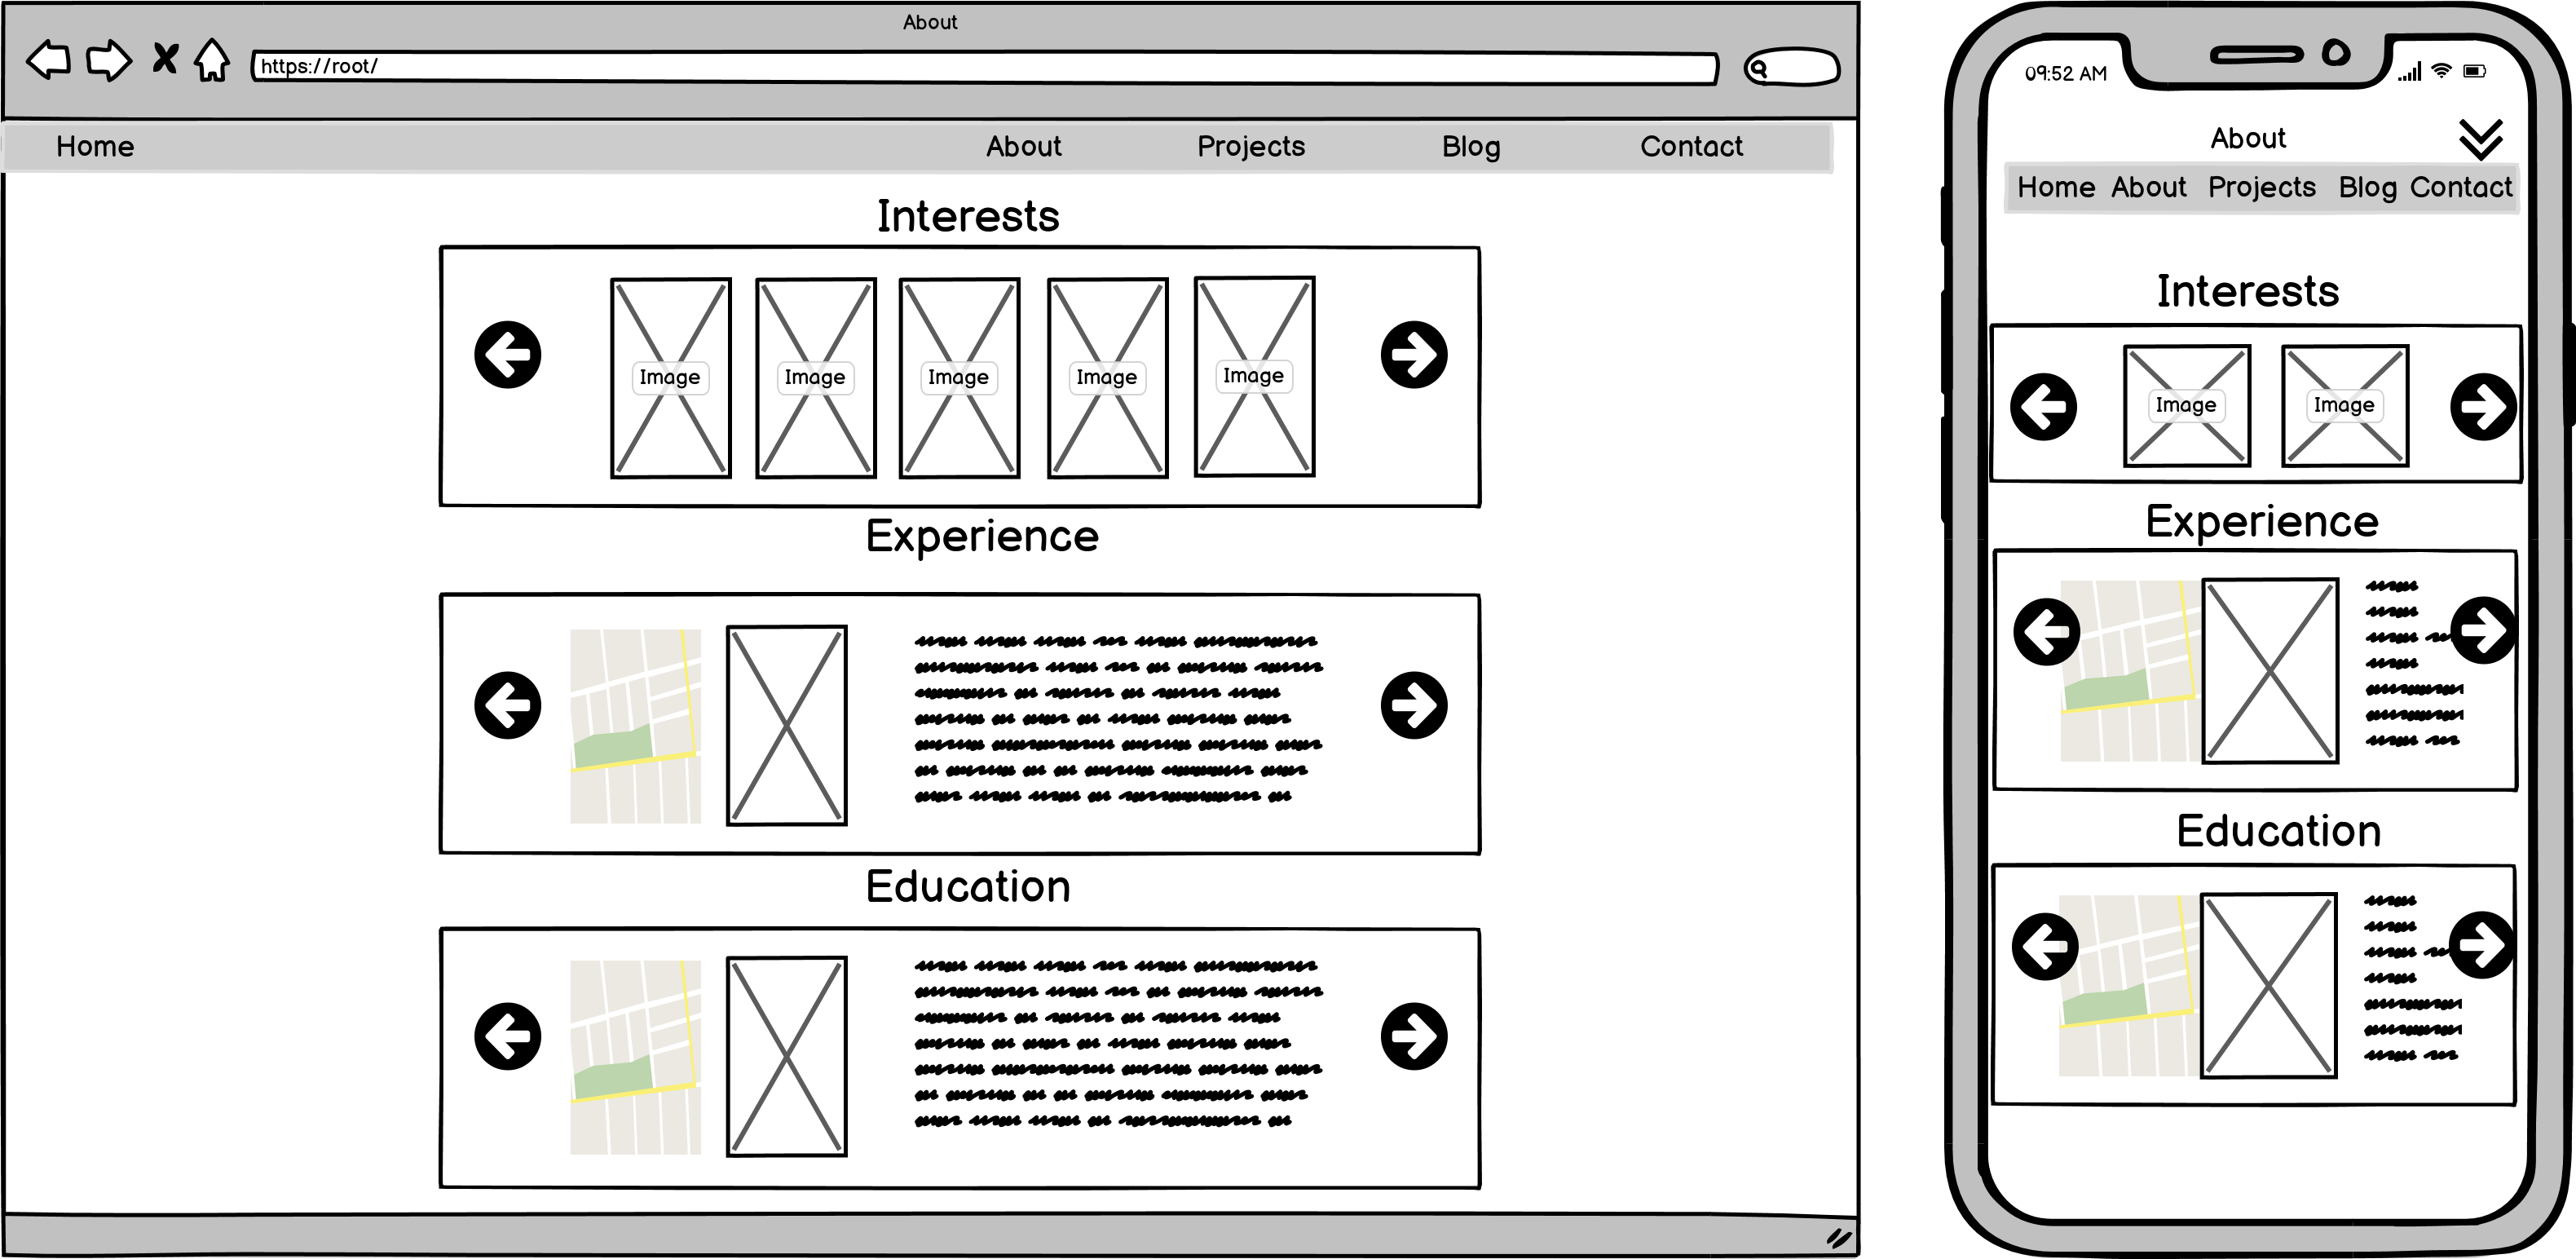 About
https://root/
Home About Projects Blog Contact
Interests
Image Image Image Image Image
Experience
Education
09:52 AM
About
Home About Projects Blog Contact
Interests
Image Image
Experience
Education